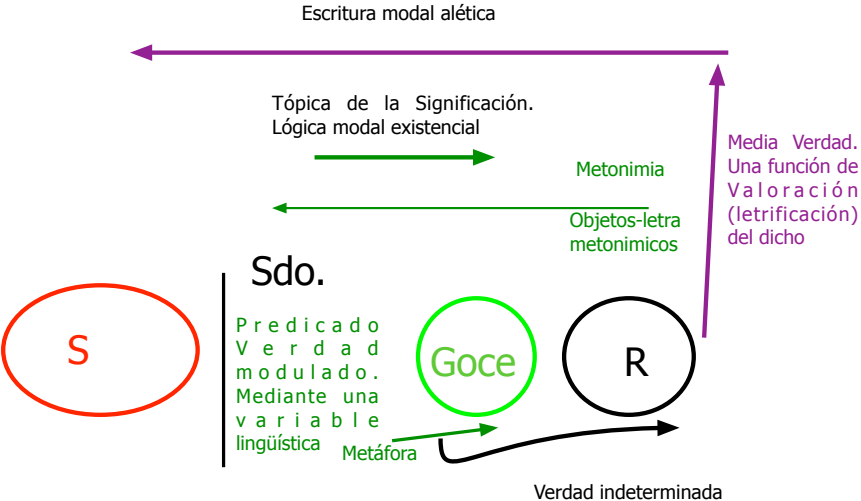 Escritura modal alética
Tópica de la Significación.
Lógica modal existencial
Metonimia
Objetos-letra
metonimicos
Media Verdad.
Una función de
Valoración
(letrificación)
del dicho
Sdo.
S
Predicado
Verdad
modulado.
Mediante una
variable
lingüística
Goce
R
Metáfora
Verdad indeterminada